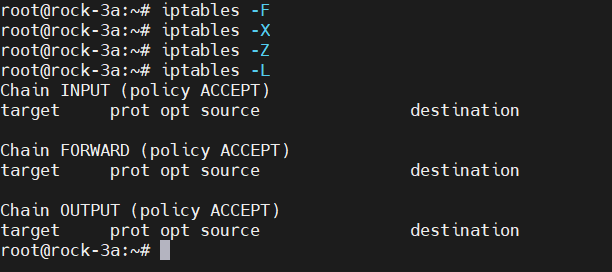 root@rock-3a:~# iptables -F
root@rock-3a:~# iptables -X
root@rock-3a:~# iptables -Z
root@rock-3a:~# iptables -L
Chain INPUT (policy ACCEPT)
target     prot opt source               destination

Chain FORWARD (policy ACCEPT)
target     prot opt source               destination

Chain OUTPUT (policy ACCEPT)
target     prot opt source               destination
root@rock-3a:~#